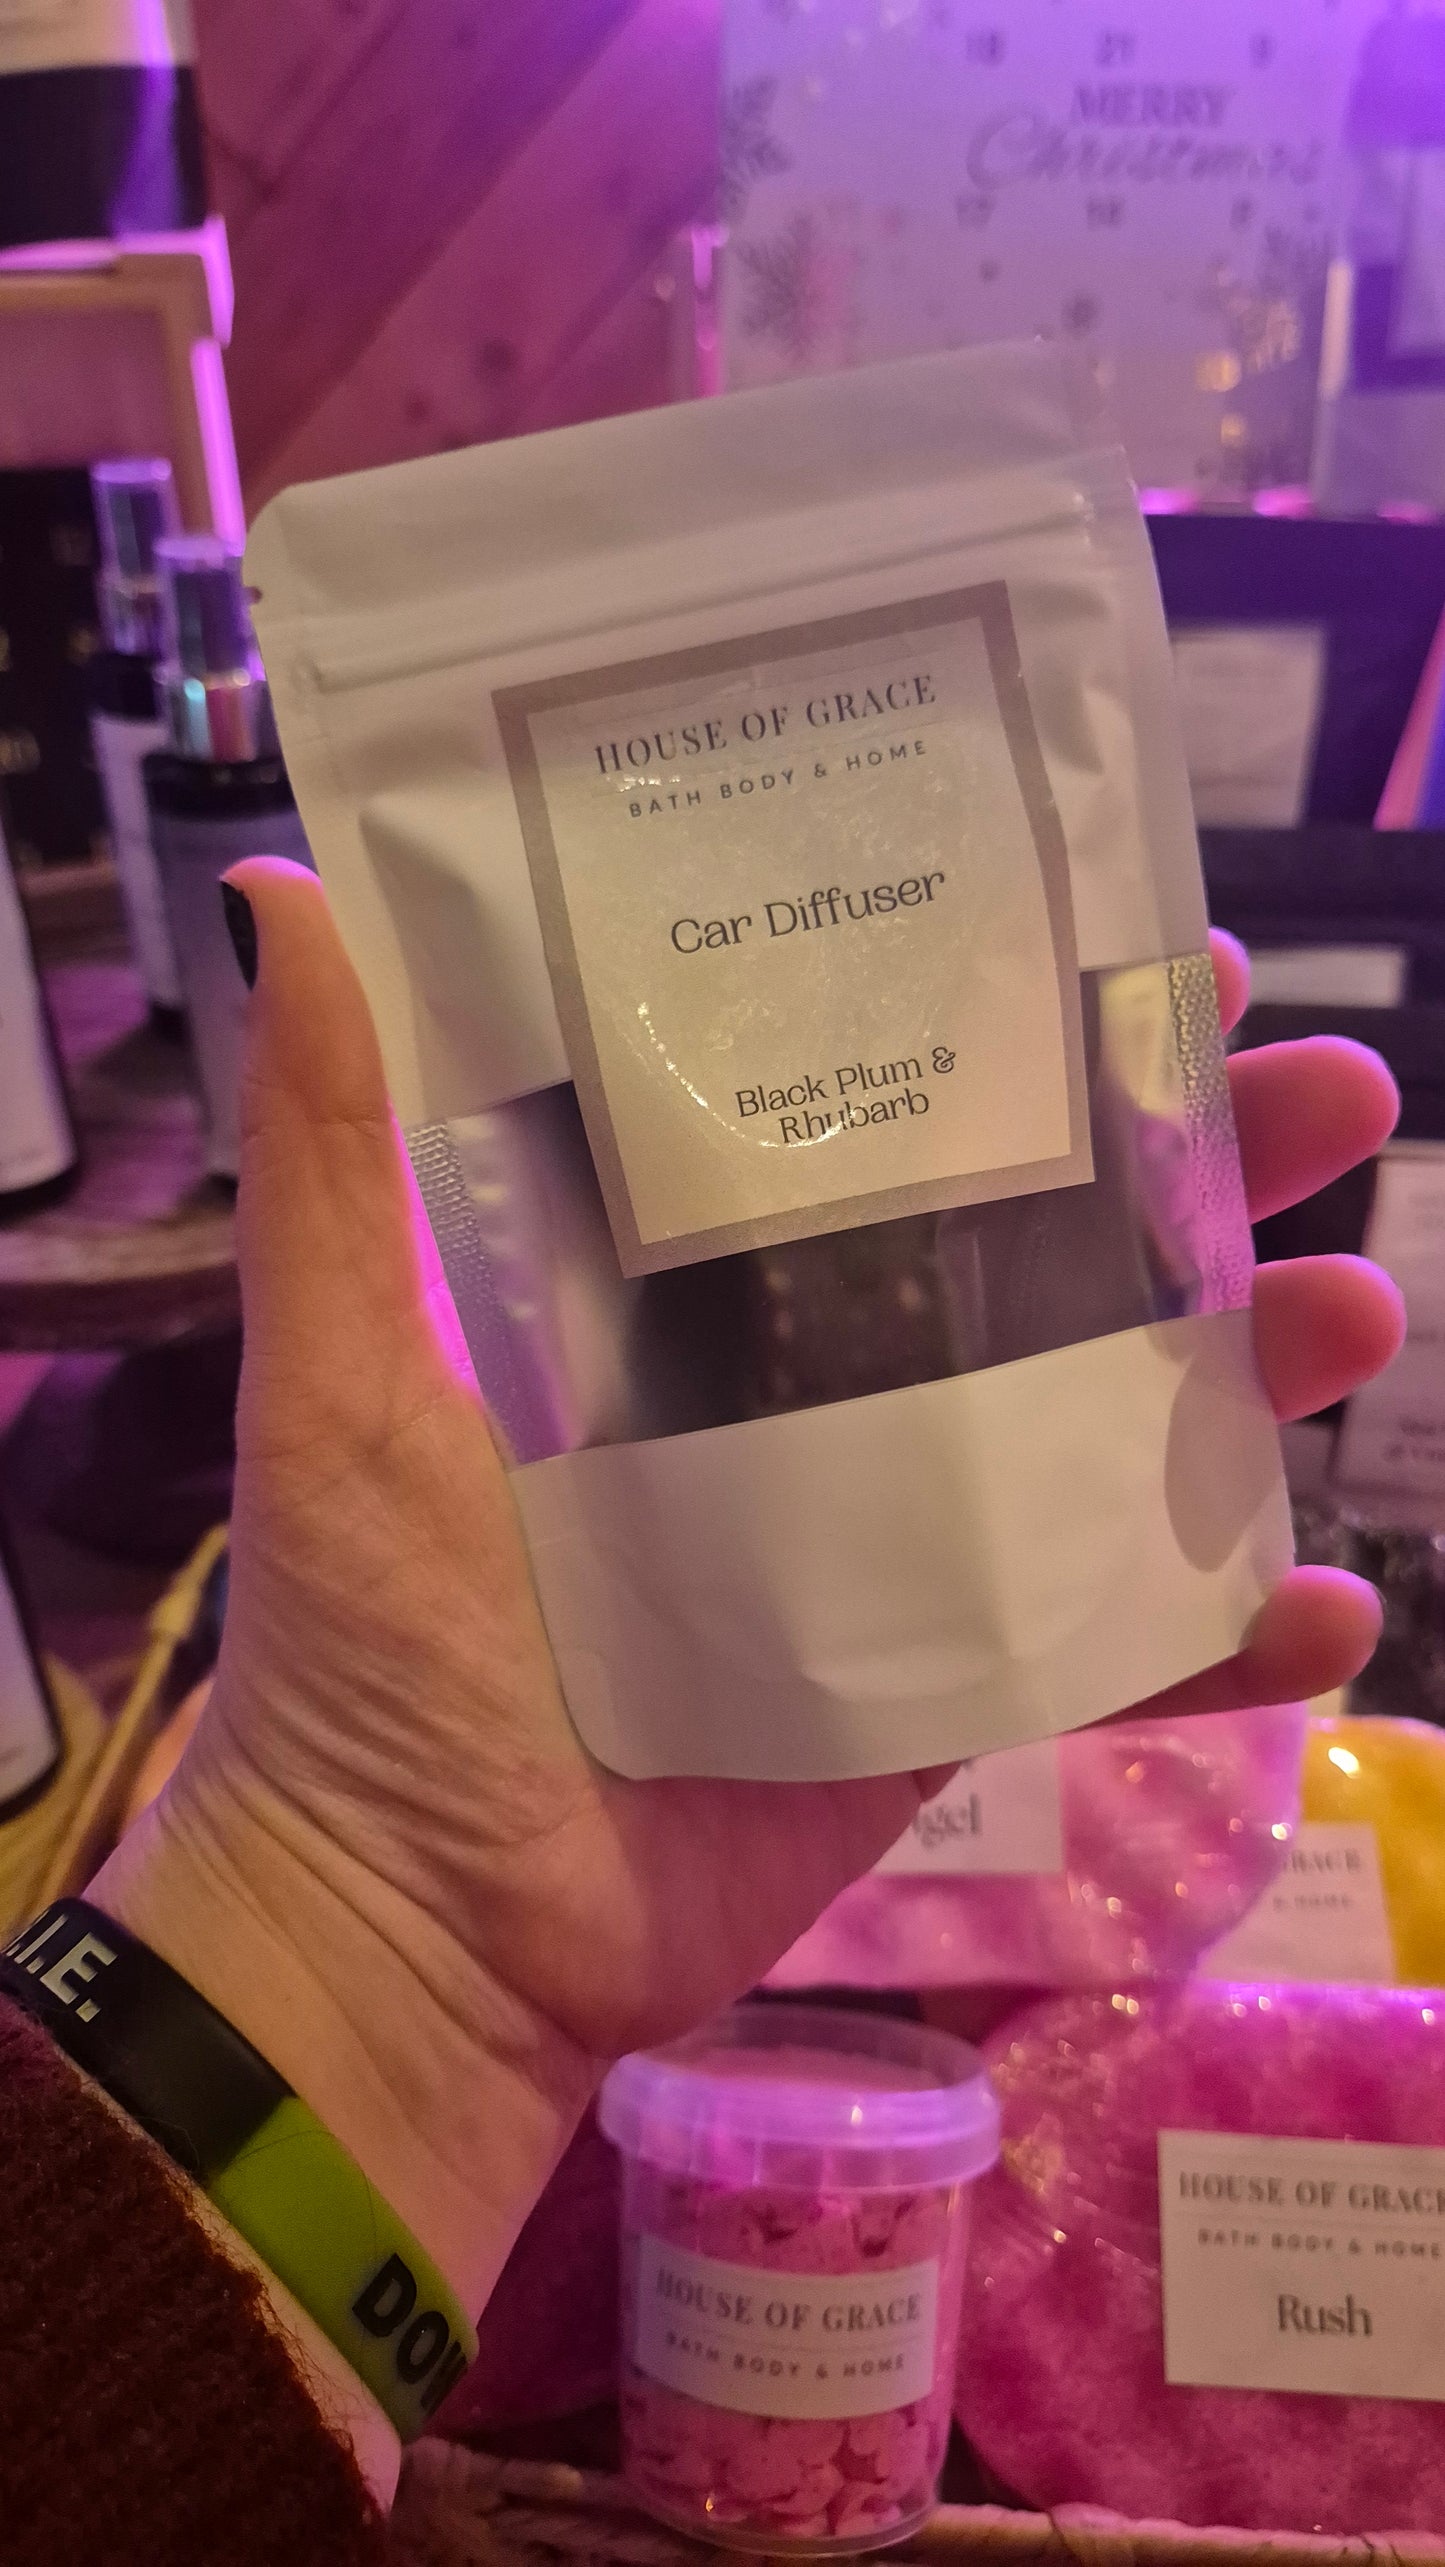 MERRY
Christmas
HOUSE OF GRACE
BATH BODY & HOME
Car Diffuser
Black Plum &
Rhubarb
HOUSE OF GRACE
BATH BODY & HOME
Rush
HOUSE OF GRACE
BATH BODY & HOME